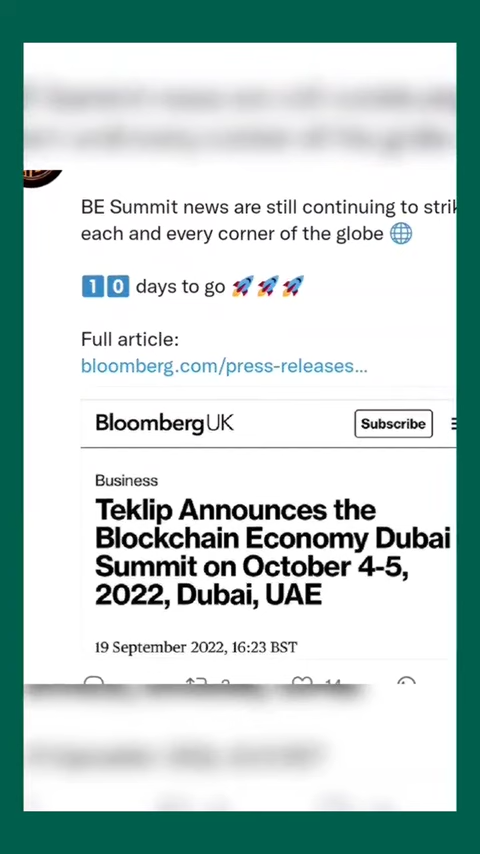 BE Summit news are still continuing to
each and every corner of the globe 🌐
1️⃣0️⃣ days to go 🚀🚀🚀
Full article:
bloomberg.com/press-releases...
BloombergUK
Subscribe
Business
Teklip Announces the
Blockchain Economy Dubai
Summit on October 4-5,
2022, Dubai, UAE
19 September 2022, 16:23 BST